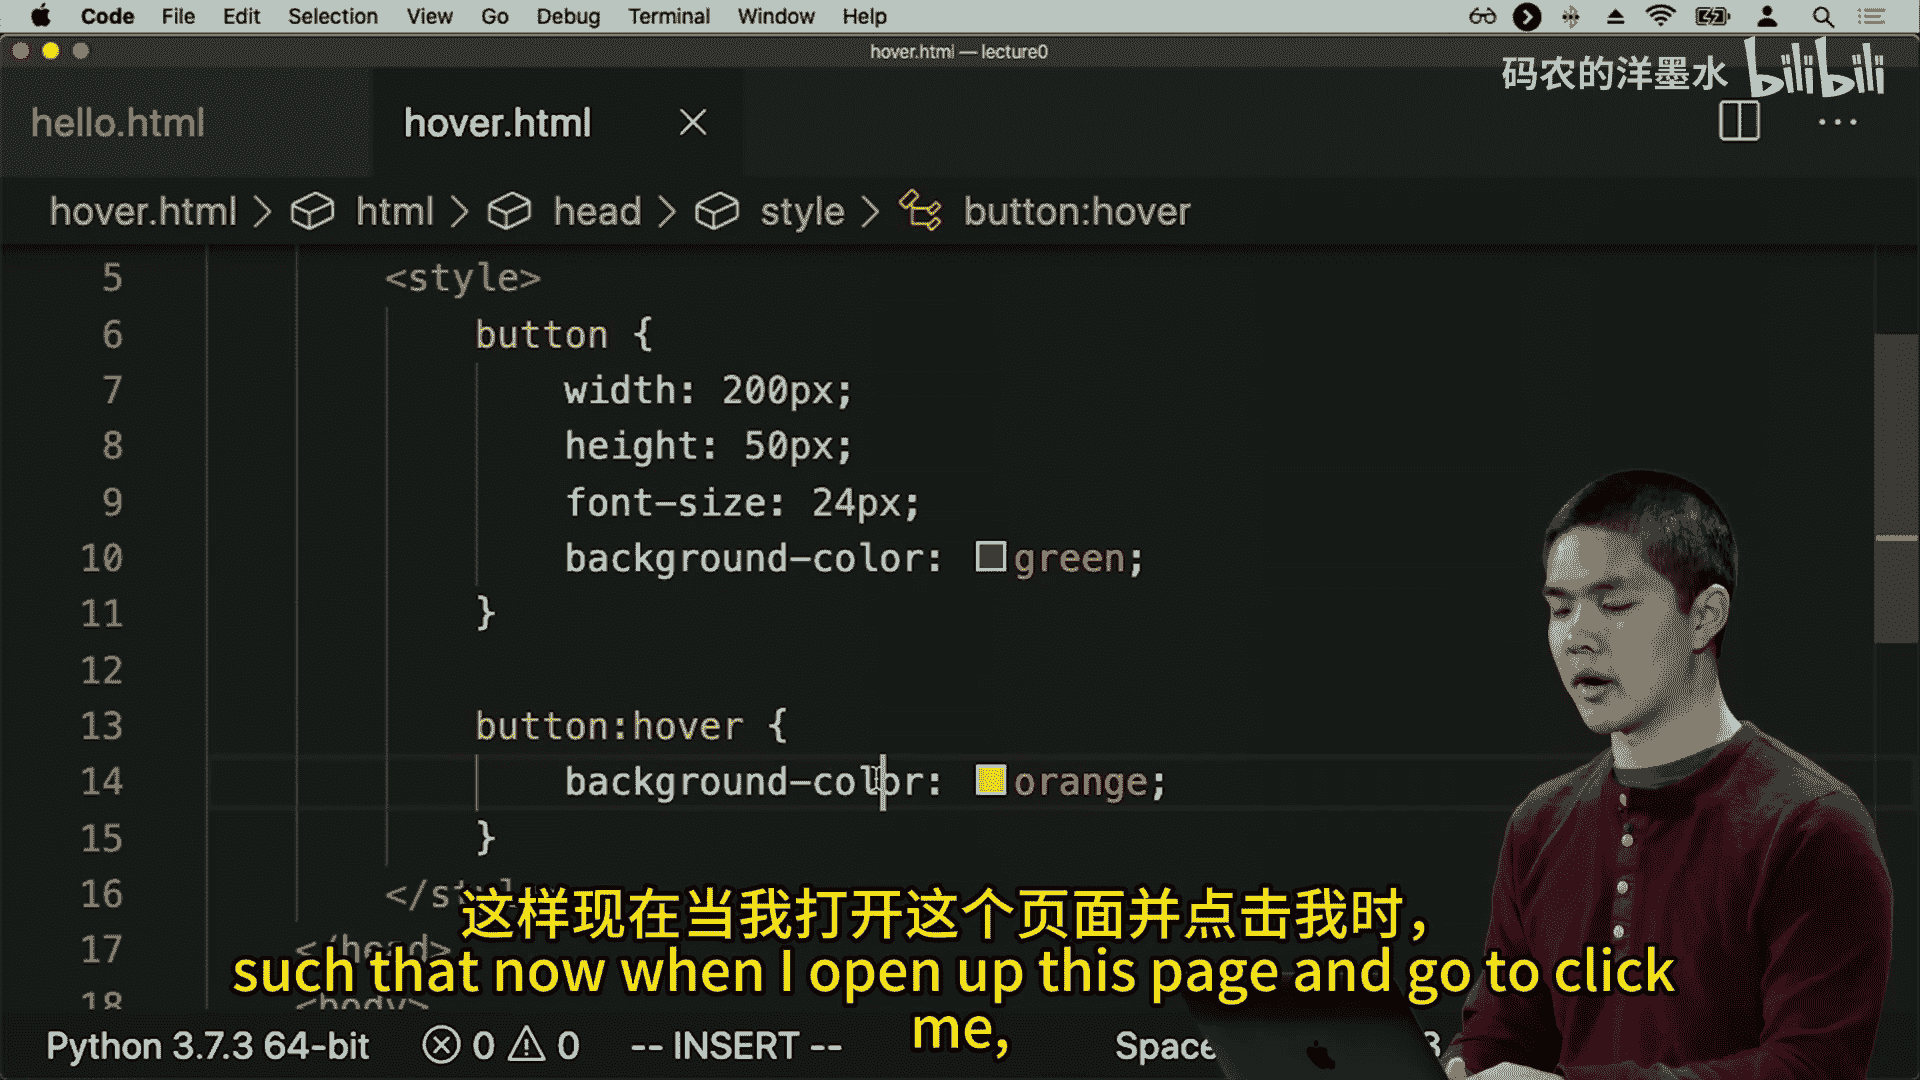 Code File Edit Selection View Go Debug Terminal Window Help
hover.html — lecture0
码农的洋墨水 bilibili
hello.html hover.html
hover.html > html > head > style > button:hover
5 <style>
6 button {
7 width: 200px;
8 height: 50px;
9 font-size: 24px;
10 background-color: green;
11 }
12
13 button:hover {
14 background-color: orange;
15 }
16 </style>
17 </head>
18 <body>
这样现在当我打开这个页面并点击我时，
such that now when I open up this page and go to click
me,
Python 3.7.3 64-bit 0 0 -- INSERT --